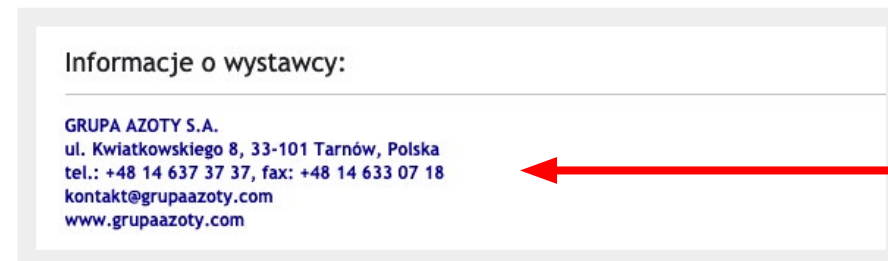 Informacje o wystawcy:
GRUPA AZOTY S.A.
ul. Kwiatkowskiego 8, 33-101 Tarnów, Polska
tel.: +48 14 637 37 37, fax: +48 14 633 07 18
kontakt@grupaazoty.com
www.grupaazoty.com